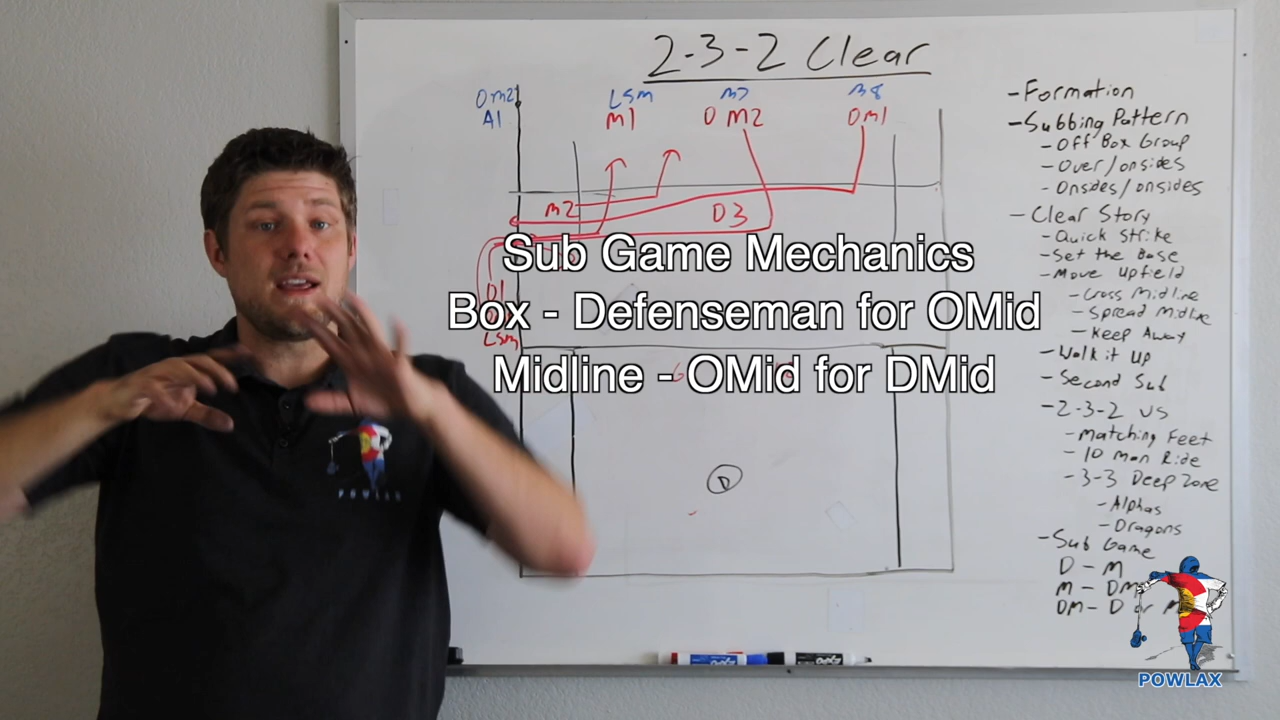 2-3-2 Clear
Om2 LSM M7 M8
A1 M1 D M2 OM1
M2 D3
D1
LSM
D
Sub Game Mechanics
Box - Defenseman for OMid
Midline - OMid for DMid
-Formation
-Subbing Pattern
-Off Box Group
-Over/onsides
-Onsides/onsides
-Clear Story
-Quick Strike
-Set the Base
-Move Upfield
-Cross Midline
-Spread Midline
-Keep Away
-Walk it Up
-Second Sub
-2-3-2 vs
-Matching Feet
-10 Man Ride
-3-3 Deep Zone
-Alphas
-Dragons
-Sub Game
D - M
M - DM
DM - D or M
POWLAX
POWLAX